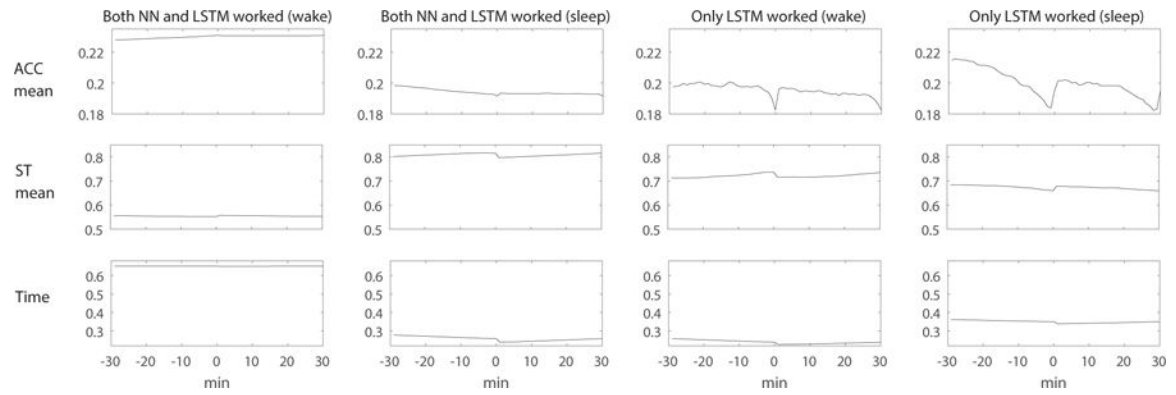 Both NN and LSTM worked (wake) Both NN and LSTM worked (sleep) Only LSTM worked (wake) Only LSTM worked (sleep)
ACC mean
0.22 0.22 0.22 0.22
0.2 0.2 0.2 0.2
0.18 0.18 0.18 0.18
ST mean
0.8 0.8 0.8 0.8
0.7 0.7 0.7 0.7
0.6 0.6 0.6 0.6
0.5 0.5 0.5 0.5
Time
0.6 0.6 0.6 0.6
0.5 0.5 0.5 0.5
0.4 0.4 0.4 0.4
0.3 0.3 0.3 0.3
-30 -20 -10 0 10 20 30 -30 -20 -10 0 10 20 30 -30 -20 -10 0 10 20 30 -30 -20 -10 0 10 20 30
min min min min